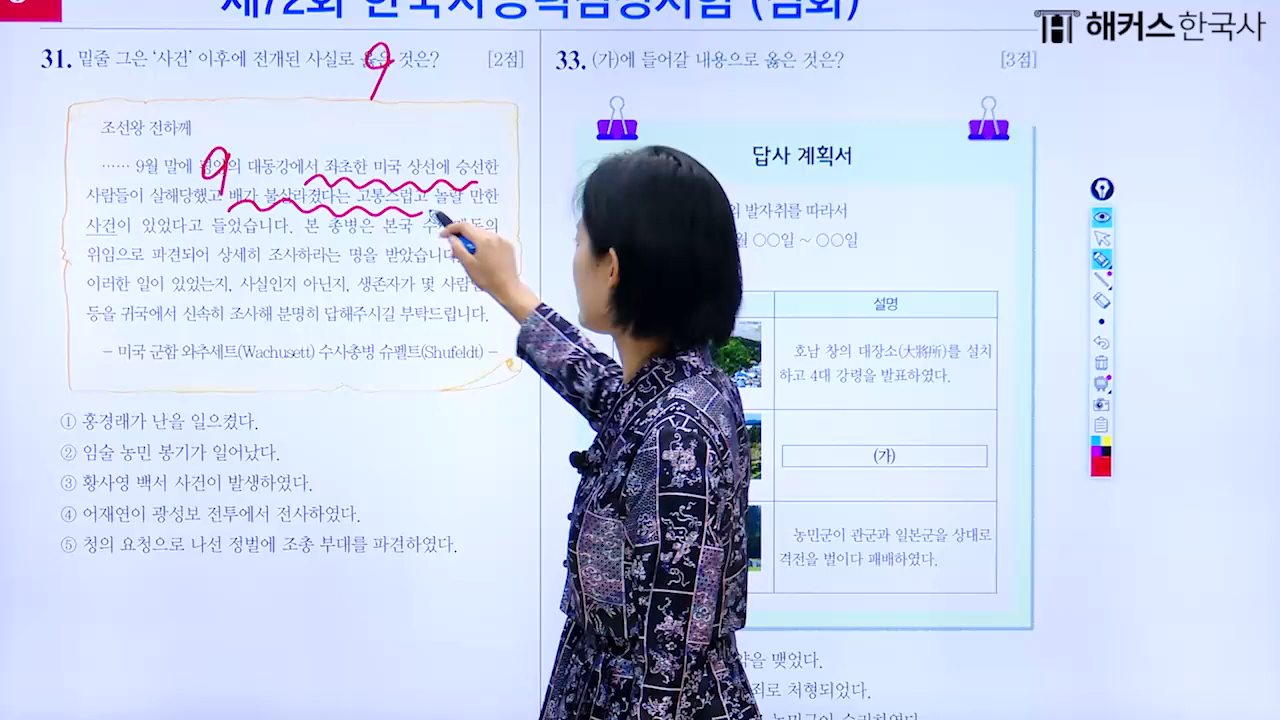 제72회 한국사능력검정시험 (심화)
해커스한국사
31. 밑줄 그은 '사건' 이후에 전개된 사실로 옳은 것은? [2점]
조선왕 전하께
…… 9월 말에 평양의 대동강에서 좌초한 미국 상선에 승선한
사람들이 살해당했고 배가 불살라졌다는 고통스럽고 놀랄 만한
사건이 있었다고 들었습니다. 본 총병은 본국 수
위임으로 파견되어 상세히 조사하라는 명을 받았습니다
이러한 일이 있었는지, 사실인지 아닌지, 생존자가 몇 사람
등을 귀국에서 신속히 조사해 분명히 답해주시길 부탁드립니다.
- 미국 군함 와추세트(Wachusett) 수사총병 슈펠트(Shufeldt) -
① 홍경래가 난을 일으켰다.
② 임술 농민 봉기가 일어났다.
③ 황사영 백서 사건이 발생하였다.
④ 어재연이 광성보 전투에서 전사하였다.
⑤ 청의 요청으로 나선 정벌에 조총 부대를 파견하였다.
9
9
33. (가)에 들어갈 내용으로 옳은 것은? [3점]
답사 계획서
의 발자취를 따라서
월 ○○일 ~ ○○일
설명
호남 창의 대장소(大將所)를 설치
하고 4대 강령을 발표하였다.
(가)
농민군이 관군과 일본군을 상대로
격전을 벌이다 패배하였다.
약을 맺었다.
죄로 처형되었다.
농민군이 승리하였다.